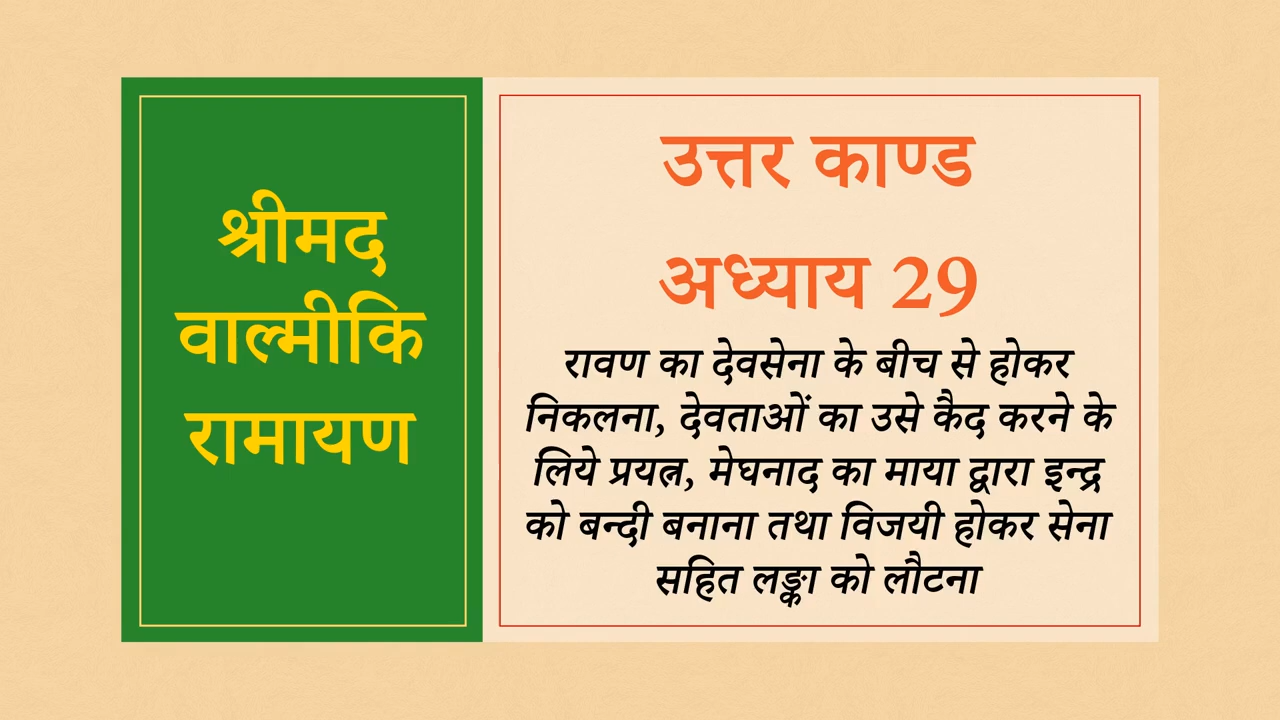 श्रीमद
वाल्मीकि
रामायण
उत्तर काण्ड
अध्याय 29
रावण का देवसेना के बीच से होकर
निकलना, देवताओं का उसे कैद करने के
लिये प्रयत्न, मेघनाद का माया द्वारा इन्द्र
को बन्दी बनाना तथा विजयी होकर सेना
सहित लङ्का को लौटना